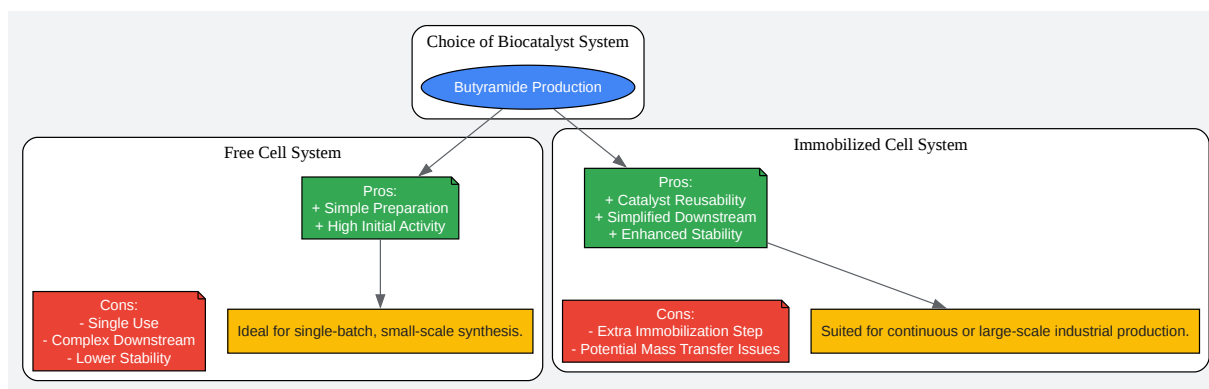 Choice of Biocatalyst System
Butyramide Production
Free Cell System
Pros:
+ Simple Preparation
+ High Initial Activity
Cons:
- Single Use
- Complex Downstream
- Lower Stability
Ideal for single-batch, small-scale synthesis.
Immobilized Cell System
Pros:
+ Catalyst Reusability
+ Simplified Downstream
+ Enhanced Stability
Cons:
- Extra Immobilization Step
- Potential Mass Transfer Issues
Suited for continuous or large-scale industrial production.